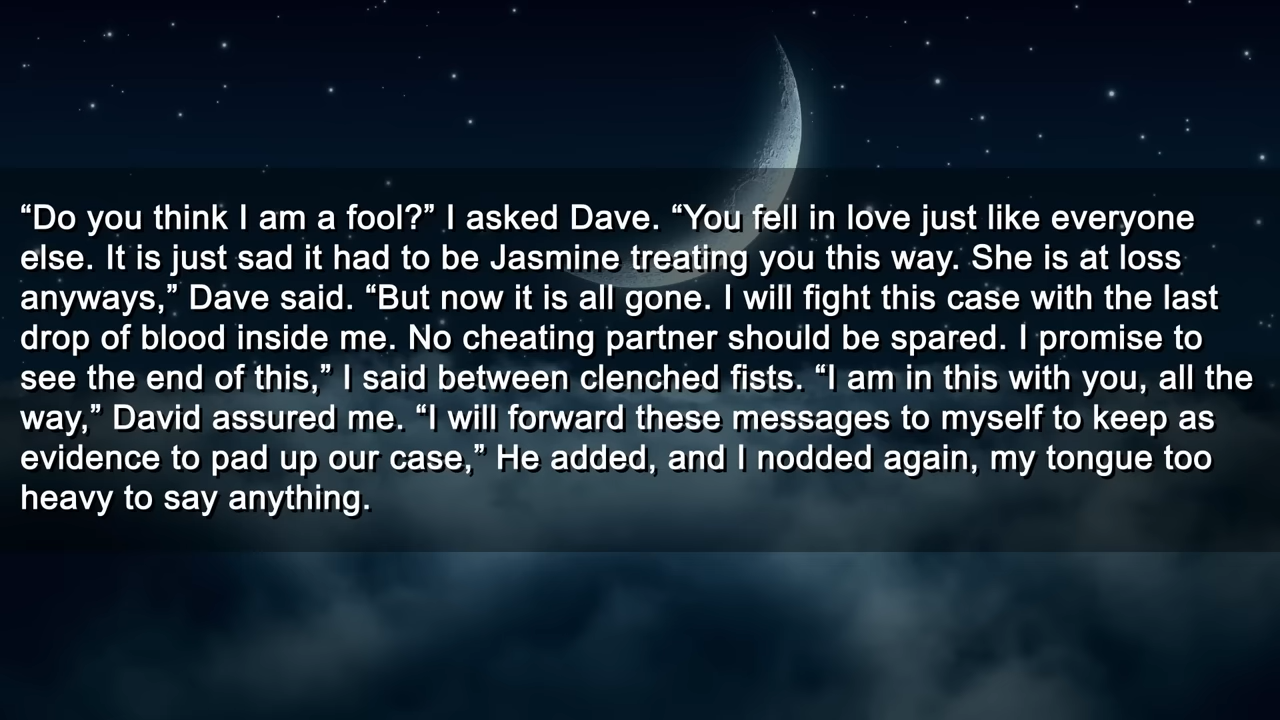 “Do you think I am a fool?” I asked Dave. “You fell in love just like everyone
else. It is just sad it had to be Jasmine treating you this way. She is at loss
anyways,” Dave said. “But now it is all gone. I will fight this case with the last
drop of blood inside me. No cheating partner should be spared. I promise to
see the end of this,” I said between clenched fists. “I am in this with you, all the
way,” David assured me. “I will forward these messages to myself to keep as
evidence to pad up our case,” He added, and I nodded again, my tongue too
heavy to say anything.